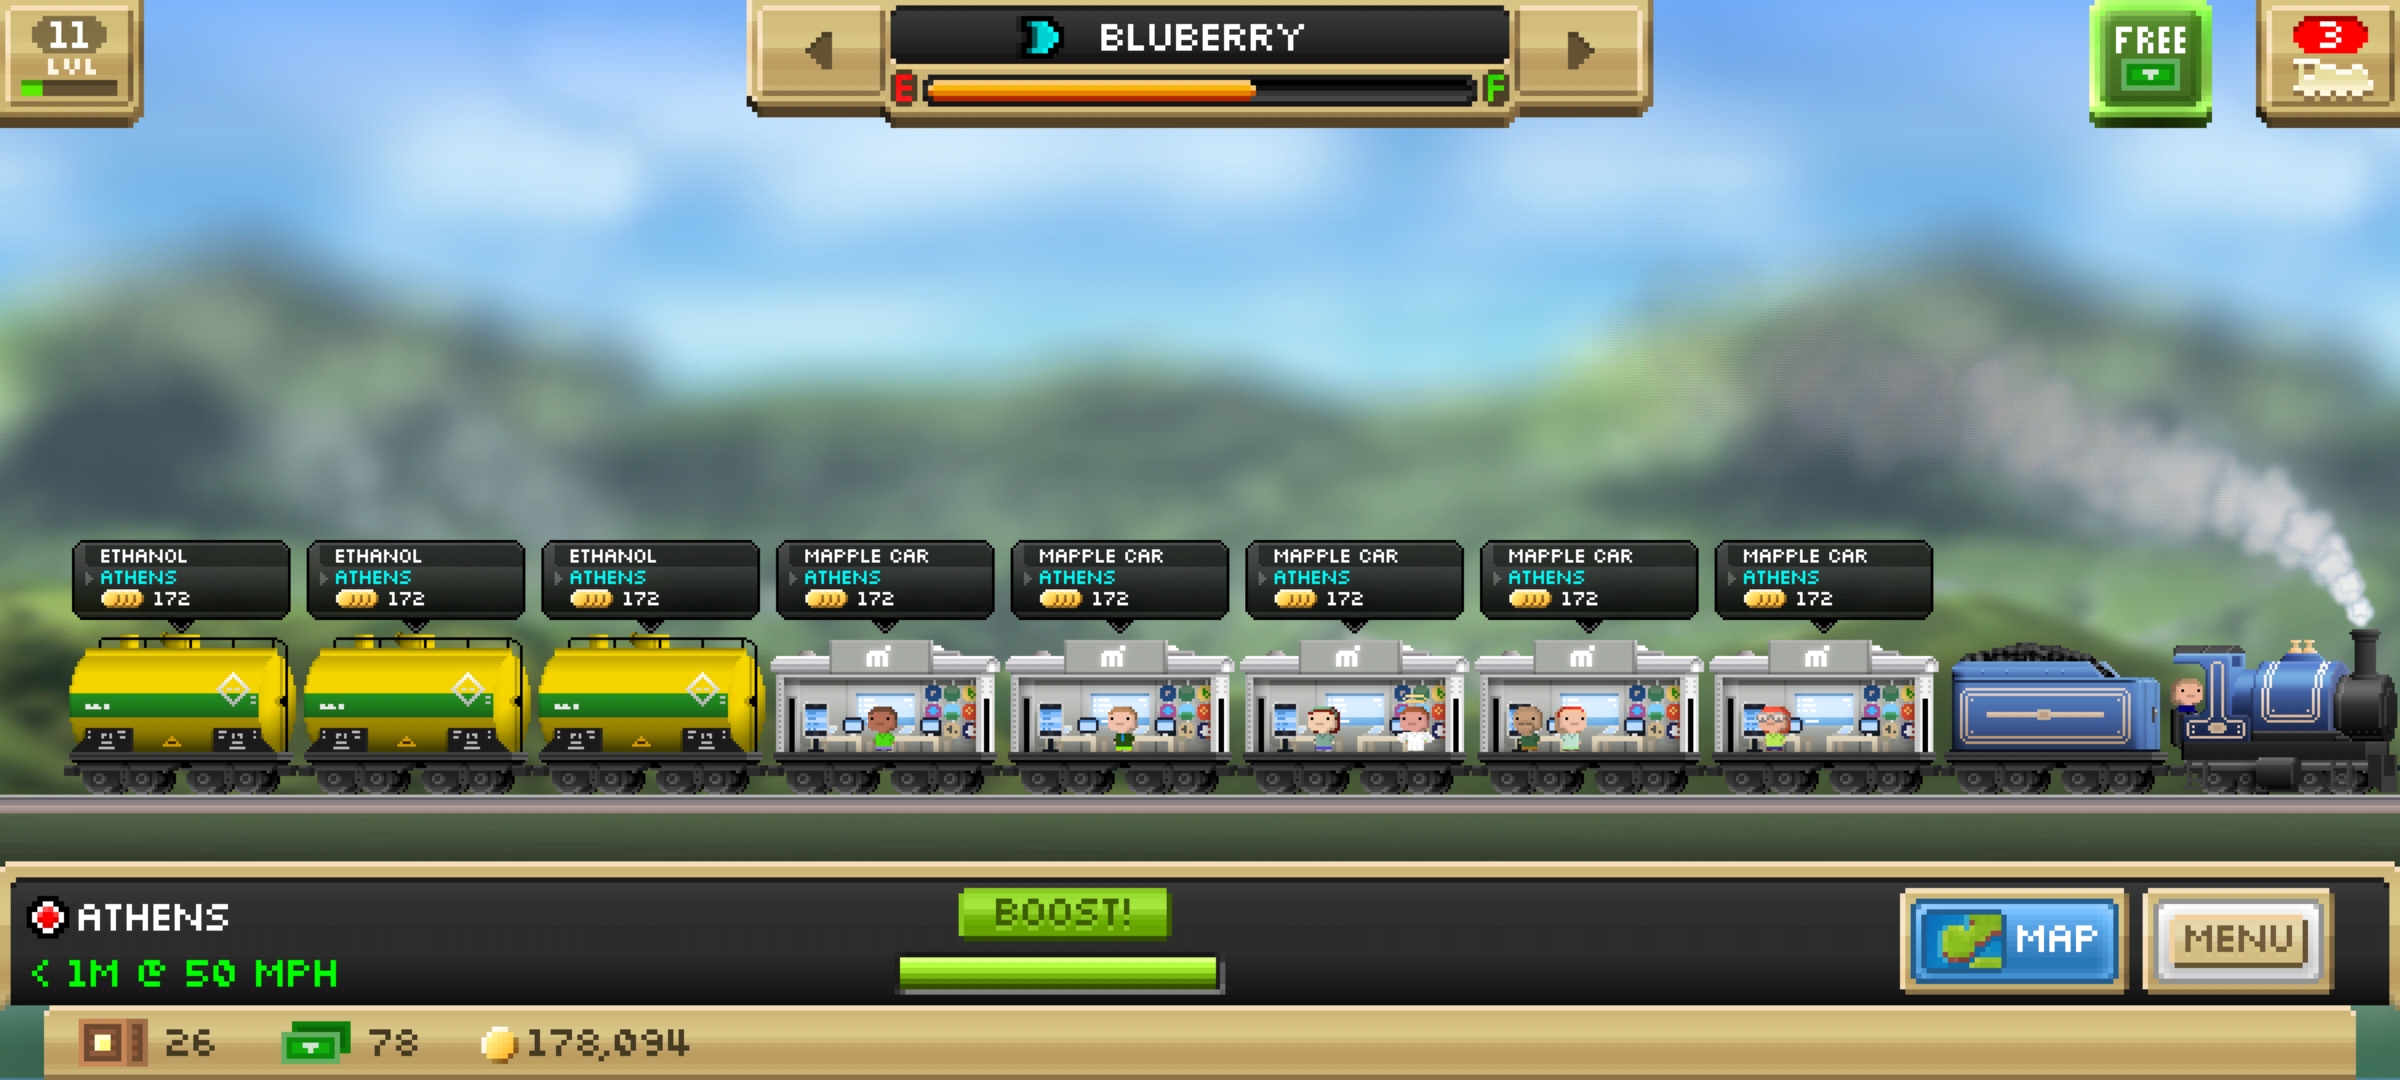 11
LVL
BLUBERRY
E F
FREE
3
ETHANOL
ATHENS
172
ETHANOL
ATHENS
172
ETHANOL
ATHENS
172
MAPPLE CAR
ATHENS
172
MAPPLE CAR
ATHENS
172
MAPPLE CAR
ATHENS
172
MAPPLE CAR
ATHENS
172
MAPPLE CAR
ATHENS
172
m
m
m
m
m
ATHENS
< 1M @ 50 MPH
BOOST!
MAP
MENU
26
78
178,094